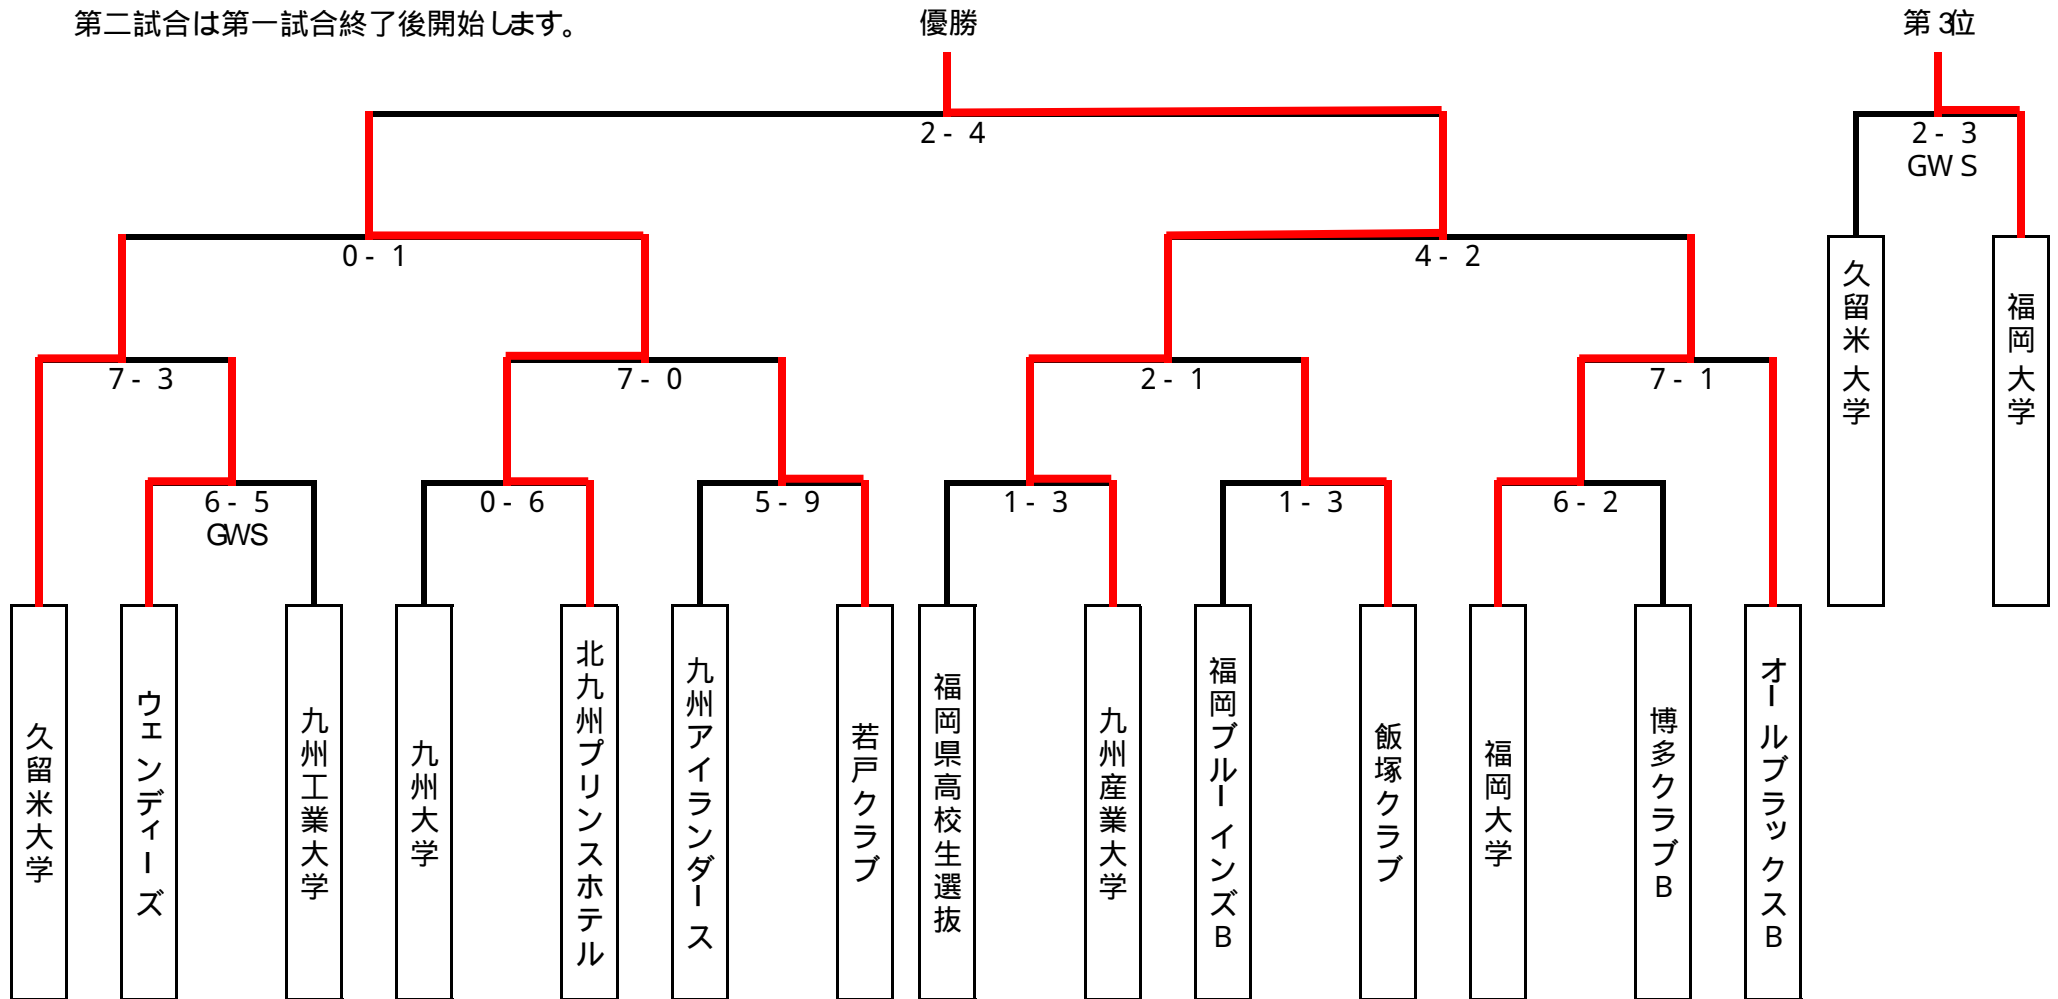 第二試合は第一試合終了後開始します。
優勝
第3位
2 - 4
2 - 3
GWS
0 - 1
4 - 2
久留米大学
福岡大学
7 - 3
7 - 0
2 - 1
7 - 1
6 - 5
GWS
0 - 6
5 - 9
1 - 3
1 - 3
6 - 2
久留米大学
ウェンディーズ
九州工業大学
九州大学
北九州プリンスホテル
九州アイランダース
若戸クラブ
福岡県高校生選抜
九州産業大学
福岡ブルーインズB
飯塚クラブ
福岡大学
博多クラブB
オールブラックスB